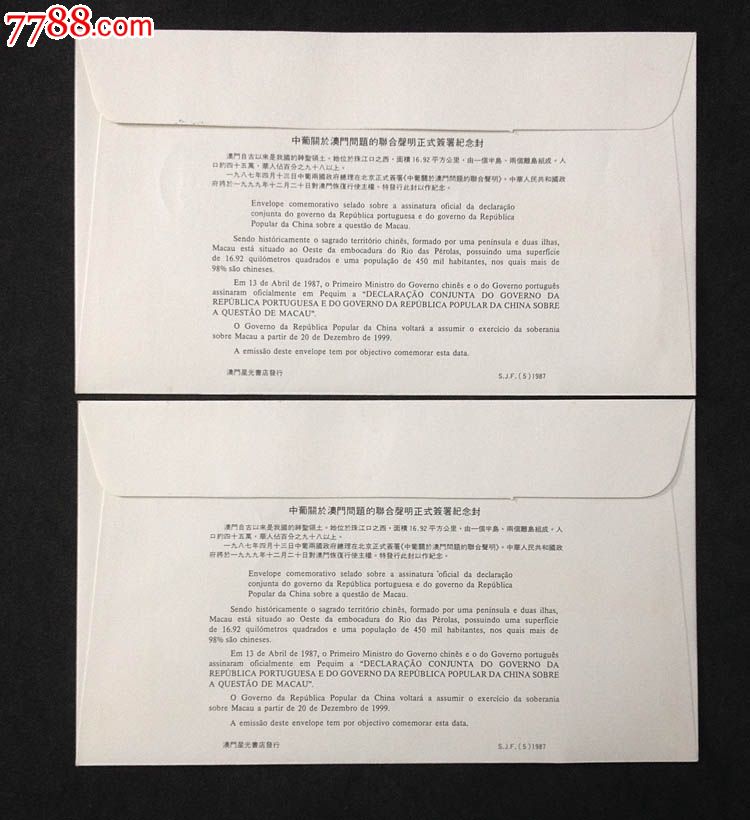 7788.com
中葡關於澳門問題的聯合聲明正式簽署紀念封
澳門自古以來是我國的神聖領土。她位於珠江口之西，面積16.92平方公里，由一個半島、兩個離島組成。人
口約四十五萬，華人佔百分之九十八以上。
一九八七年四月十三日中葡兩國政府總理在北京正式簽署《中葡關於澳門問題的聯合聲明》。中華人民共和國政
府將於一九九九年十二月二十日對澳門恢復行使主權。特發行此封以作紀念。
Envelope comemorativo selado sobre a assinatura oficial da declaração
conjunta do governo da República portuguesa e do governo da República
Popular da China sobre a questão de Macau.
Sendo históricamente o sagrado território chinês, formado por uma península e duas ilhas,
Macau está situado ao Oeste da embocadura do Rio das Pérolas, possuindo uma superfície
de 16.92 quilómetros quadrados e uma população de 450 mil habitantes, nos quais mais de
98% são chineses.
Em 13 de Abril de 1987, o Primeiro Ministro do Governo chinês e o do Governo português
assinaram oficialmente em Pequim a “DECLARAÇÃO CONJUNTA DO GOVERNO DA
REPÚBLICA PORTUGUESA E DO GOVERNO DA REPÚBLICA POPULAR DA CHINA SOBRE
A QUESTÃO DE MACAU”.
O Governo da República Popular da China voltará a assumir o exercício da soberania
sobre Macau a partir de 20 de Dezembro de 1999.
A emissão deste envelope tem por objectivo comemorar esta data.
澳門星光書店發行 S.J.F. (5) 1987
中葡關於澳門問題的聯合聲明正式簽署紀念封
澳門自古以來是我國的神聖領土。她位於珠江口之西，面積16.92平方公里，由一個半島、兩個離島組成。人
口約四十五萬，華人佔百分之九十八以上。
一九八七年四月十三日中葡兩國政府總理在北京正式簽署《中葡關於澳門問題的聯合聲明》。中華人民共和國政
府將於一九九九年十二月二十日對澳門恢復行使主權。特發行此封以作紀念。
Envelope comemorativo selado sobre a assinatura oficial da declaração
conjunta do governo da República portuguesa e do governo da República
Popular da China sobre a questão de Macau.
Sendo históricamente o sagrado território chinês, formado por uma península e duas ilhas,
Macau está situado ao Oeste da embocadura do Rio das Pérolas, possuindo uma superfície
de 16.92 quilómetros quadrados e uma população de 450 mil habitantes, nos quais mais de
98% são chineses.
Em 13 de Abril de 1987, o Primeiro Ministro do Governo chinês e o do Governo português
assinaram oficialmente em Pequim a “DECLARAÇÃO CONJUNTA DO GOVERNO DA
REPÚBLICA PORTUGUESA E DO GOVERNO DA REPÚBLICA POPULAR DA CHINA SOBRE
A QUESTÃO DE MACAU”.
O Governo da República Popular da China voltará a assumir o exercício da soberania
sobre Macau a partir de 20 de Dezembro de 1999.
A emissão deste envelope tem por objectivo comemorar esta data.
澳門星光書店發行 S.J.F. (5) 1987